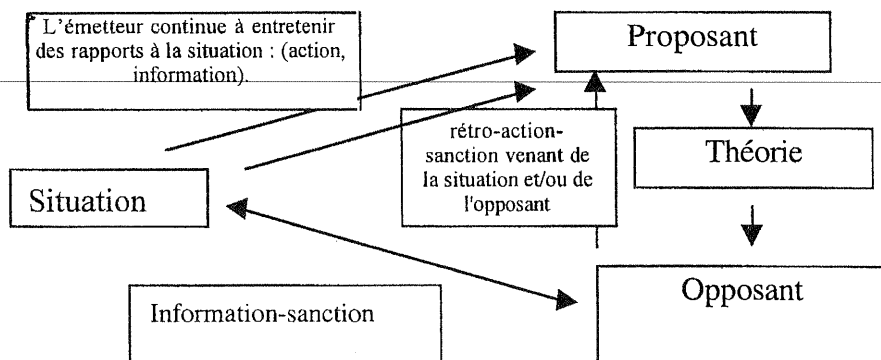 L'émetteur continue à entretenir
des rapports à la situation : (action,
information).
Proposant
rétro-action-
sanction venant de
la situation et/ou de
l'opposant
Théorie
Situation
Opposant
Information-sanction